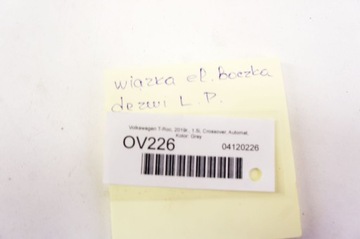 wiązka el. Boczka
drzwi L.P.
Volkswagen T-Roc, 2019r., 1.5l, Crossover, Automat,
Kolor: Grey
OV226 04120226